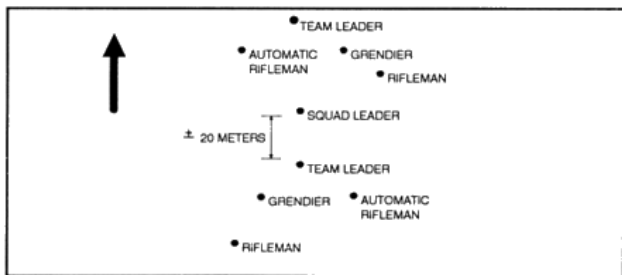 TEAM LEADER
AUTOMATIC
RIFLEMAN
GRENDIER
RIFLEMAN
SQUAD LEADER
± 20 METERS
TEAM LEADER
GRENDIER
AUTOMATIC
RIFLEMAN
RIFLEMAN